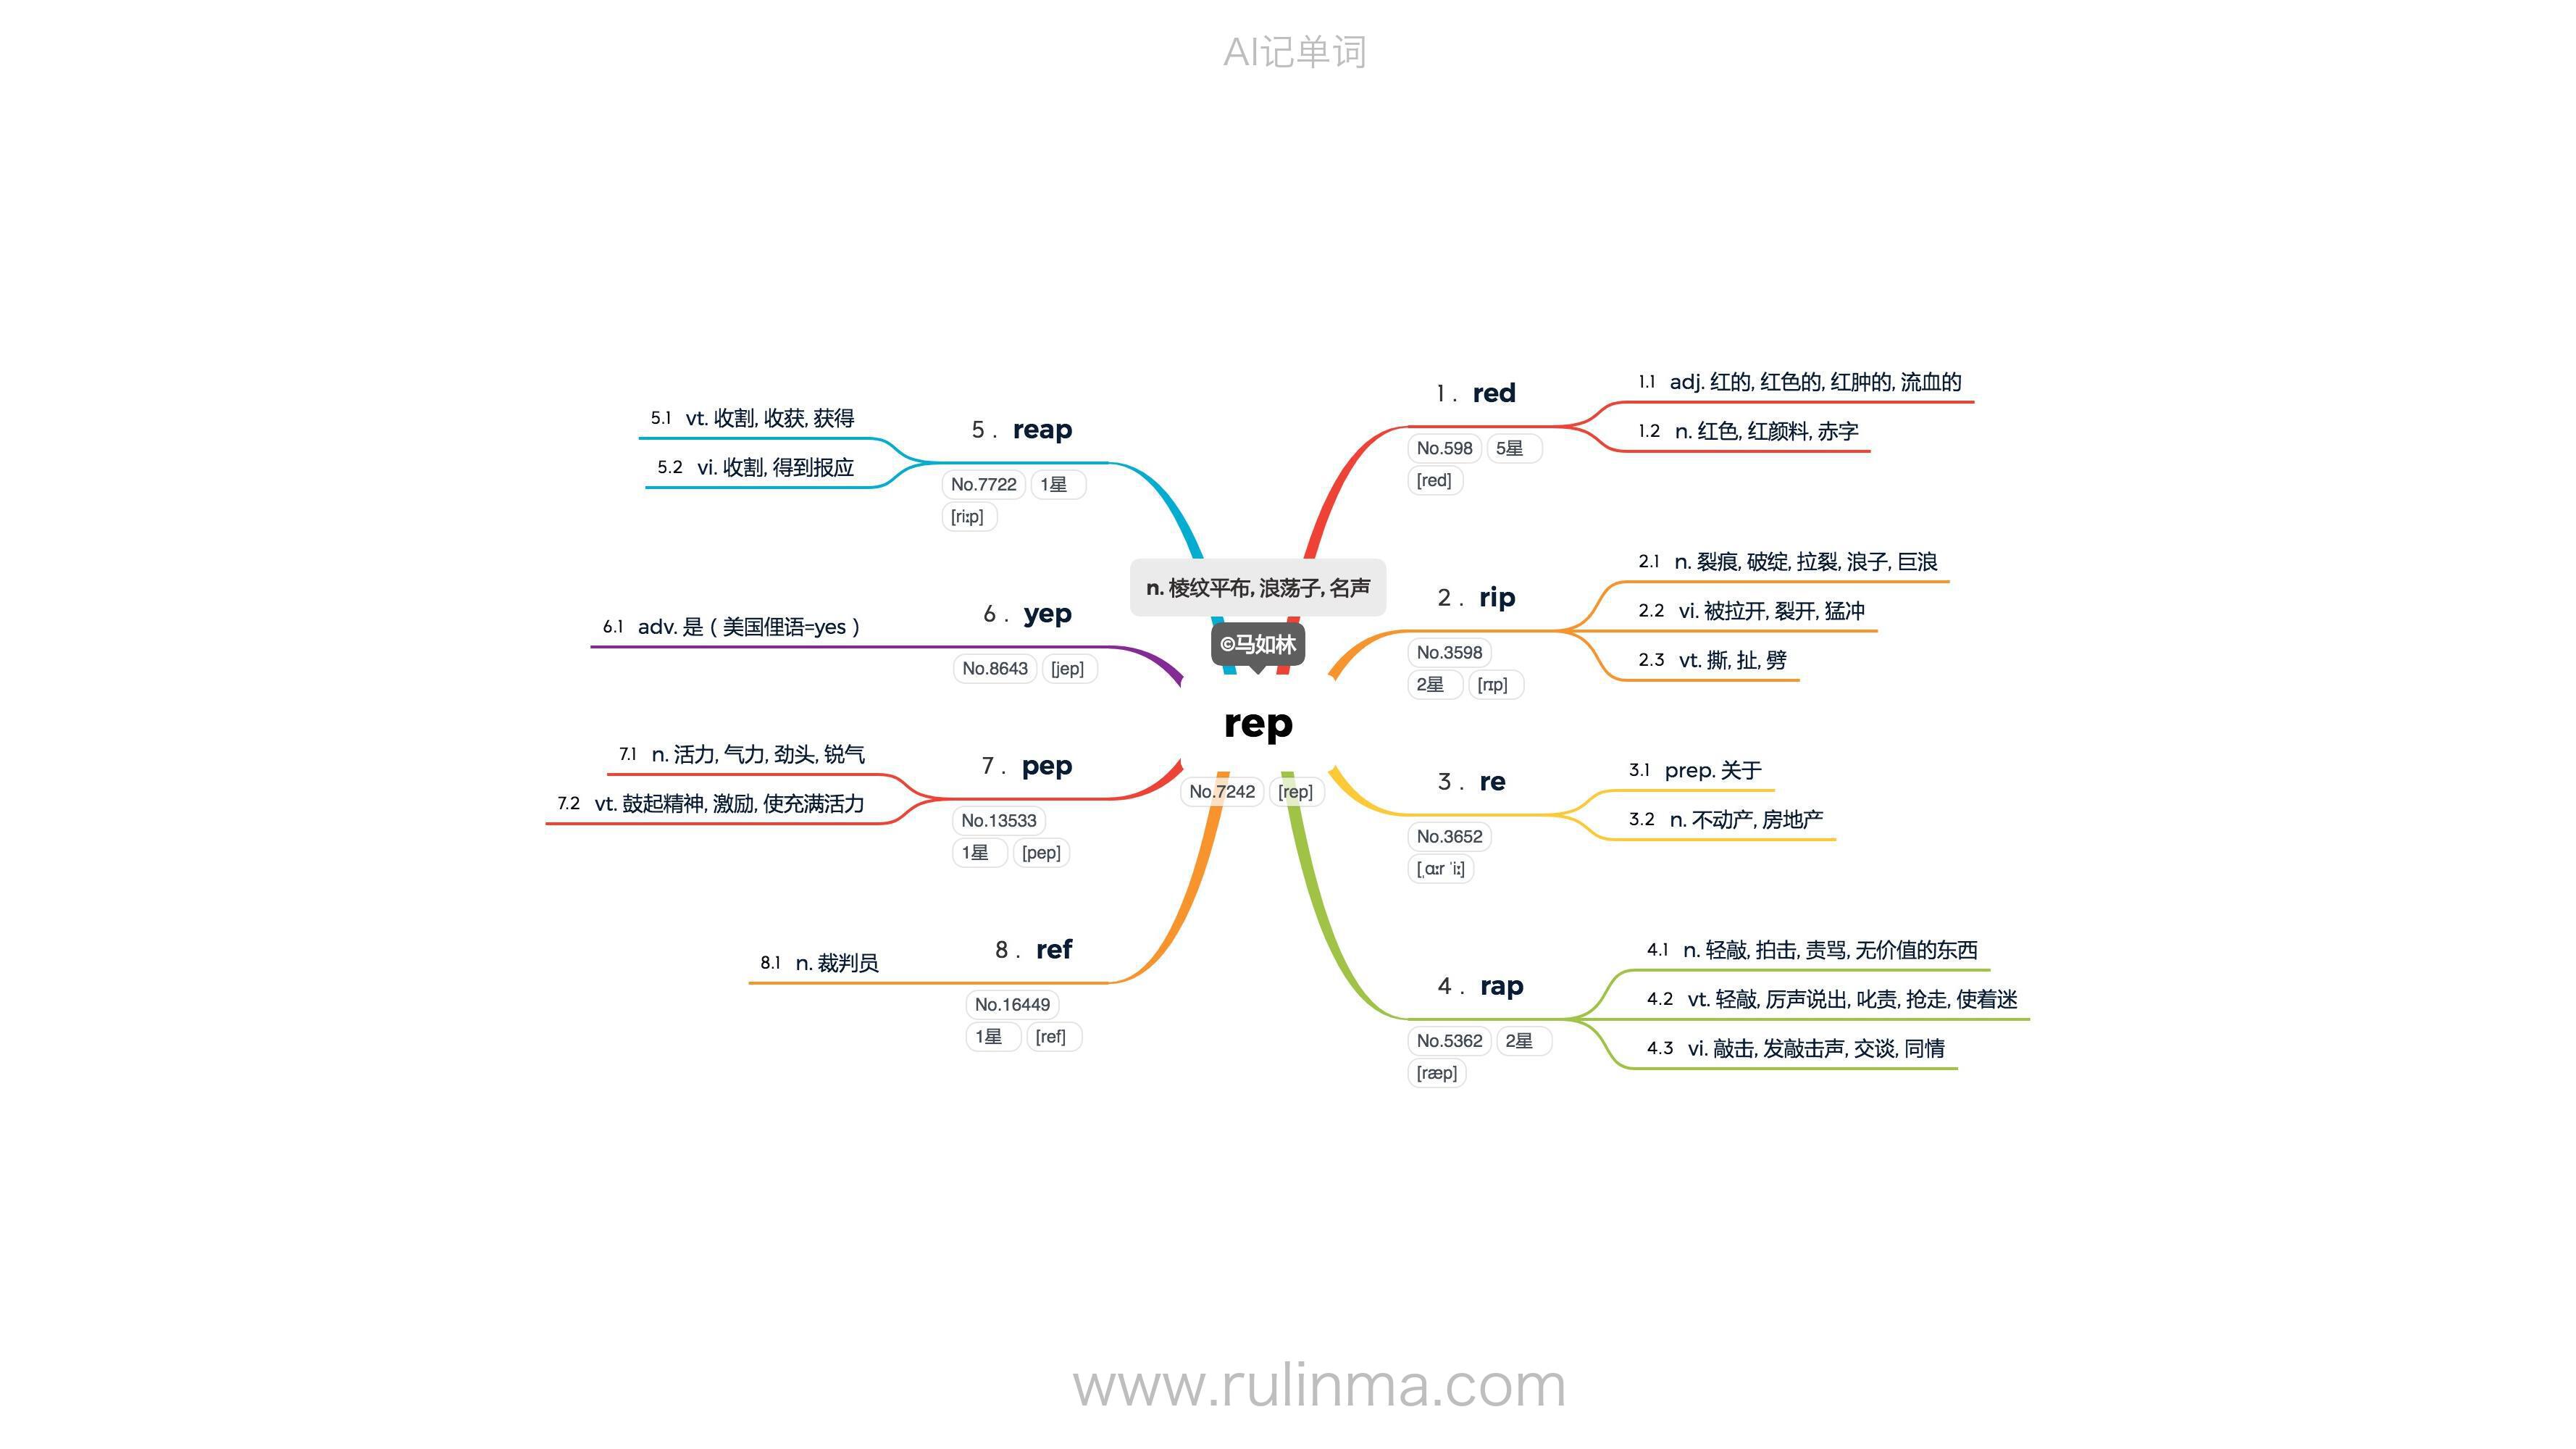 AI记单词
n. 棱纹平布, 浪荡子, 名声
©马如林
rep
No.7242 [rep]
1 . red
No.598 5星
[red]
1.1 adj. 红的, 红色的, 红肿的, 流血的
1.2 n. 红色, 红颜料, 赤字
2 . rip
No.3598
2星 [rɪp]
2.1 n. 裂痕, 破绽, 拉裂, 浪子, 巨浪
2.2 vi. 被拉开, 裂开, 猛冲
2.3 vt. 撕, 扯, 劈
3 . re
No.3652
[ˌɑːr ˈiː]
3.1 prep. 关于
3.2 n. 不动产, 房地产
4 . rap
No.5362 2星
[ræp]
4.1 n. 轻敲, 拍击, 责骂, 无价值的东西
4.2 vt. 轻敲, 厉声说出, 叱责, 抢走, 使着迷
4.3 vi. 敲击, 发敲击声, 交谈, 同情
5 . reap
No.7722 1星
[riːp]
5.1 vt. 收割, 收获, 获得
5.2 vi. 收割, 得到报应
6 . yep
No.8643 [jep]
6.1 adv. 是 ( 美国俚语=yes )
7 . pep
No.13533
1星 [pep]
7.1 n. 活力, 气力, 劲头, 锐气
7.2 vt. 鼓起精神, 激励, 使充满活力
8 . ref
No.16449
1星 [ref]
8.1 n. 裁判员
www.rulinma.com